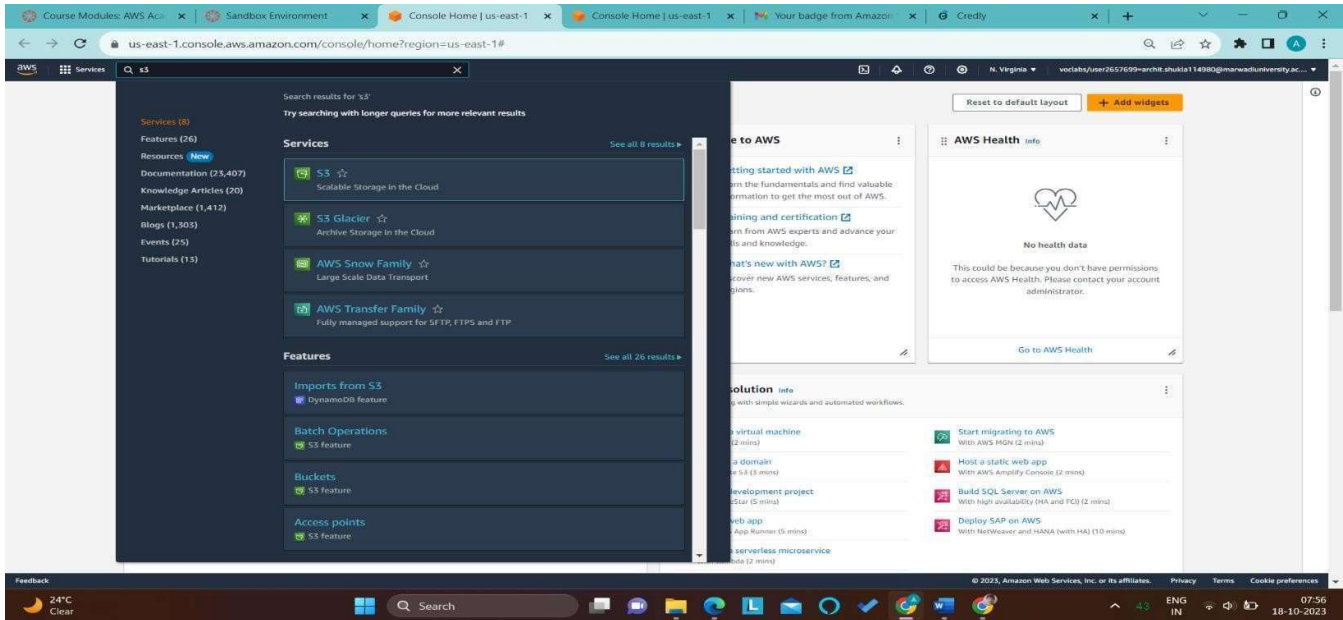 Course Modules: AWS Aca
Sandbox Environment
Console Home | us-east-1
Console Home | us-east-1
Your badge from Amazon
Credly
us-east-1.console.aws.amazon.com/console/home?region=us-east-1#
A
aws
Services
s3
N. Virginia
voclabs/user2657699=archit.shukla114980@marwadiuniversity.ac...
Search results for 's3'
Try searching with longer queries for more relevant results
Services (8)
Features (26)
Resources New
Documentation (23,407)
Knowledge Articles (20)
Marketplace (1,412)
Blogs (1,303)
Events (25)
Tutorials (13)
Services
See all 8 results
S3
Scalable Storage in the Cloud
S3 Glacier
Archive Storage in the Cloud
AWS Snow Family
Large Scale Data Transport
AWS Transfer Family
Fully managed support for SFTP, FTPS and FTP
Features
See all 26 results
Imports from S3
DynamoDB feature
Batch Operations
S3 feature
Buckets
S3 feature
Access points
S3 feature
Reset to default layout
+ Add widgets
e to AWS
tting started with AWS
arn the fundamentals and find valuable
ormation to get the most out of AWS.
aining and certification
arn from AWS experts and advance your
lls and knowledge.
hat's new with AWS?
scover new AWS services, features, and
gions.
AWS Health Info
No health data
This could be because you don't have permissions
to access AWS Health. Please contact your account
administrator.
Go to AWS Health
solution Info
g with simple wizards and automated workflows.
virtual machine
(2 mins)
a domain
te 53 (3 mins)
development project
eStar (5 mins)
web app
App Runner (5 mins)
a serverless microservice
(2 mins)
Start migrating to AWS
With AWS MGN (2 mins)
Host a static web app
With AWS Amplify Console (2 mins)
Build SQL Server on AWS
With high availability (HA and FCI) (2 mins)
Deploy SAP on AWS
With NetWeaver and HANA (with HA) (10 mins)
Feedback
© 2023, Amazon Web Services, Inc. or its affiliates.
Privacy
Terms
Cookie preferences
24°C
Clear
Search
43
ENG
IN
07:56
18-10-2023